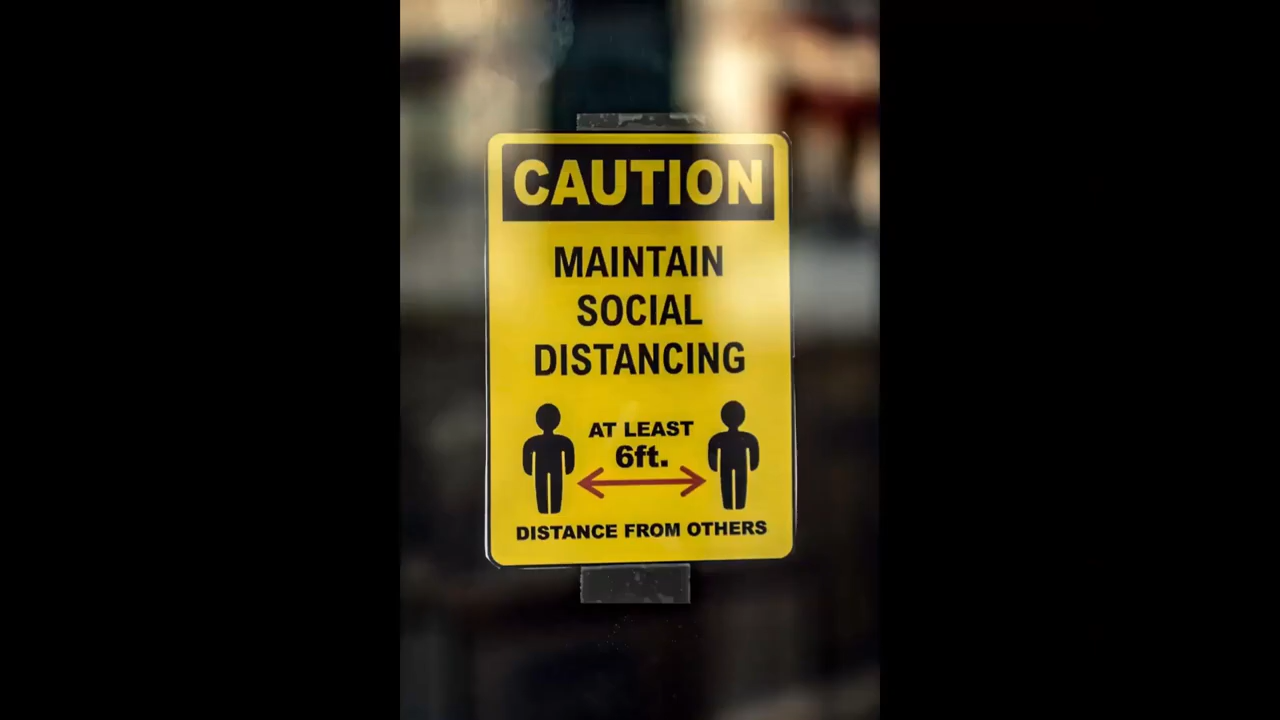 CAUTION
MAINTAIN
SOCIAL
DISTANCING
AT LEAST
6ft.
DISTANCE FROM OTHERS